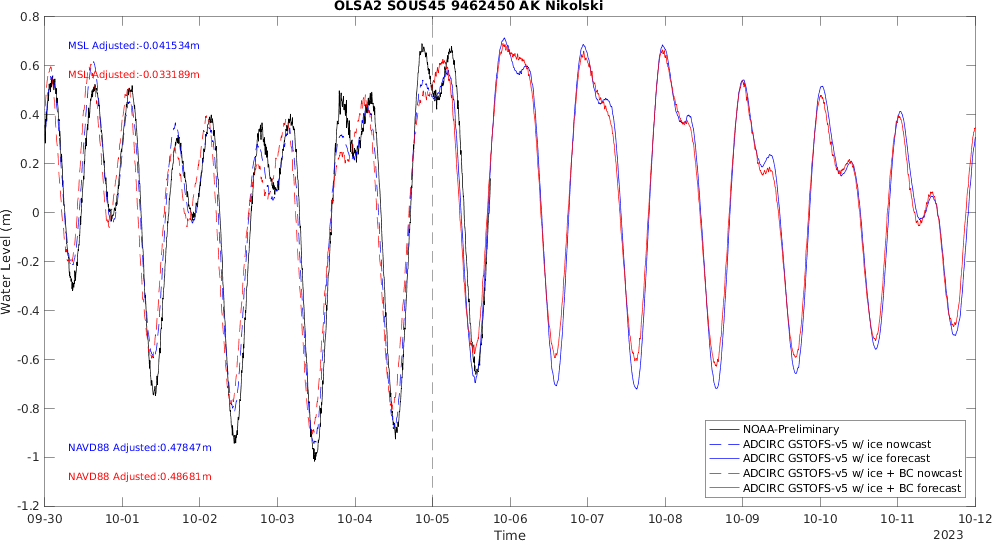 OLSA2 SOUS45 9462450 AK Nikolski
0.8
0.6
0.4
0.2
0
-0.2
-0.4
-0.6
-0.8
-1
-1.2
Water Level (m)
MSL Adjusted:-0.041534m
MSL Adjusted:-0.033189m
NAVD88 Adjusted:0.47847m
NAVD88 Adjusted:0.48681m
NOAA-Preliminary
ADCIRC GSTOFS-v5 w/ ice nowcast
ADCIRC GSTOFS-v5 w/ ice forecast
ADCIRC GSTOFS-v5 w/ ice + BC nowcast
ADCIRC GSTOFS-v5 w/ ice + BC forecast
09-30 10-01 10-02 10-03 10-04 10-05 10-06 10-07 10-08 10-09 10-10 10-11 10-12
Time
2023